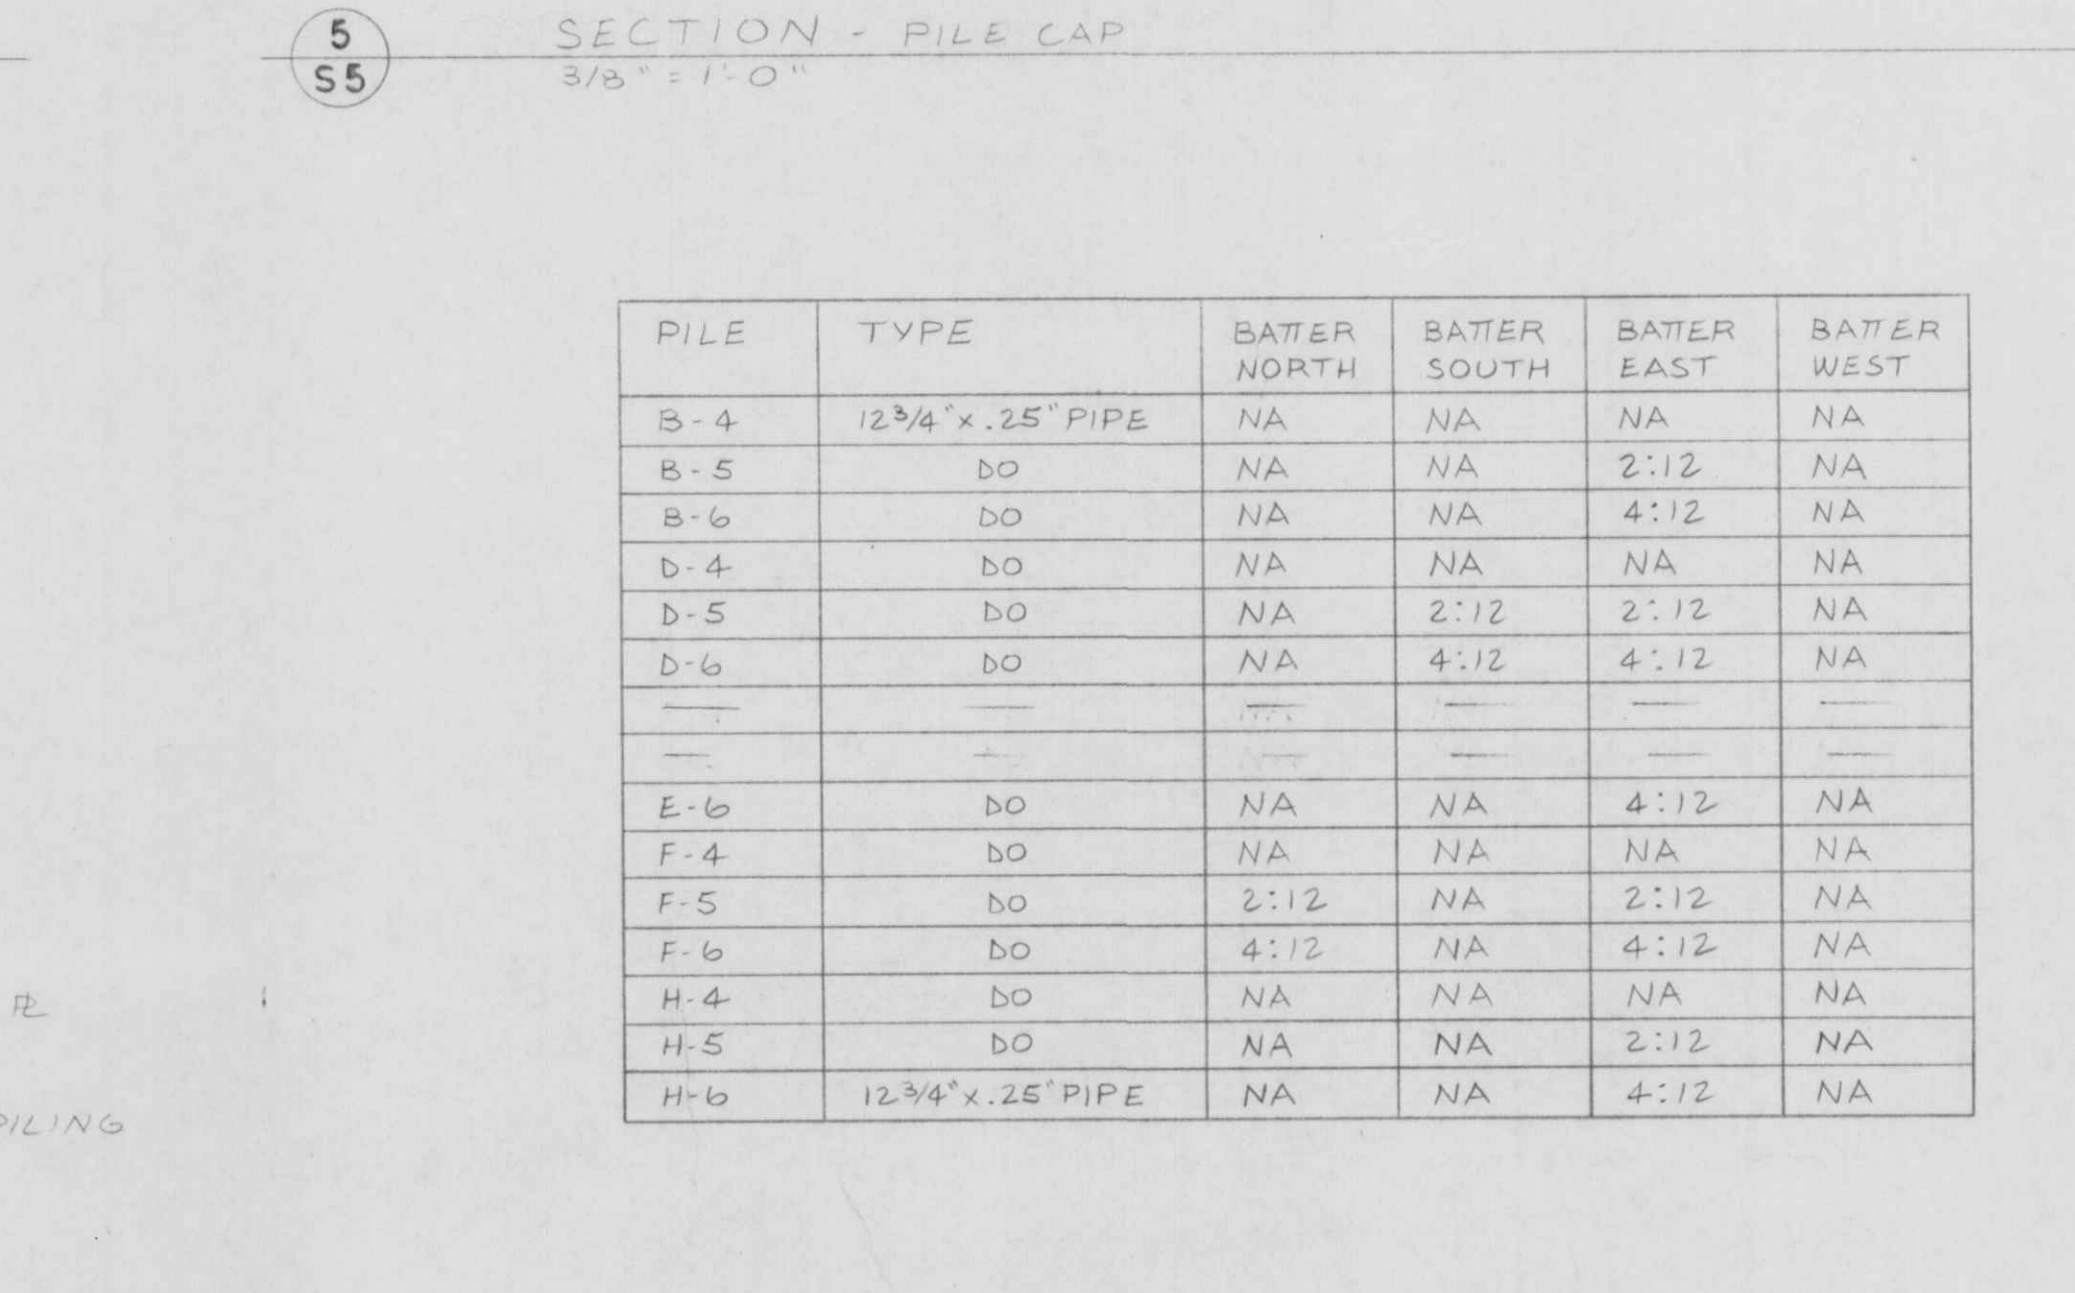 5
S5
SECTION - PILE CAP
3/8" = 1'-0"
PILE TYPE BATTER NORTH BATTER SOUTH BATTER EAST BATTER WEST
B-4 12 3/4" x .25" PIPE NA NA NA NA
B-5 DO NA NA 2:12 NA
B-6 DO NA NA 4:12 NA
D-4 DO NA NA NA NA
D-5 DO NA 2:12 2:12 NA
D-6 DO NA 4:12 4:12 NA
— — — — — —
— — — — — —
E-6 DO NA NA 4:12 NA
F-4 DO NA NA NA NA
F-5 DO 2:12 NA 2:12 NA
F-6 DO 4:12 NA 4:12 NA
H-4 DO NA NA NA NA
H-5 DO NA NA 2:12 NA
H-6 12 3/4" x .25" PIPE NA NA 4:12 NA
PL
PILING